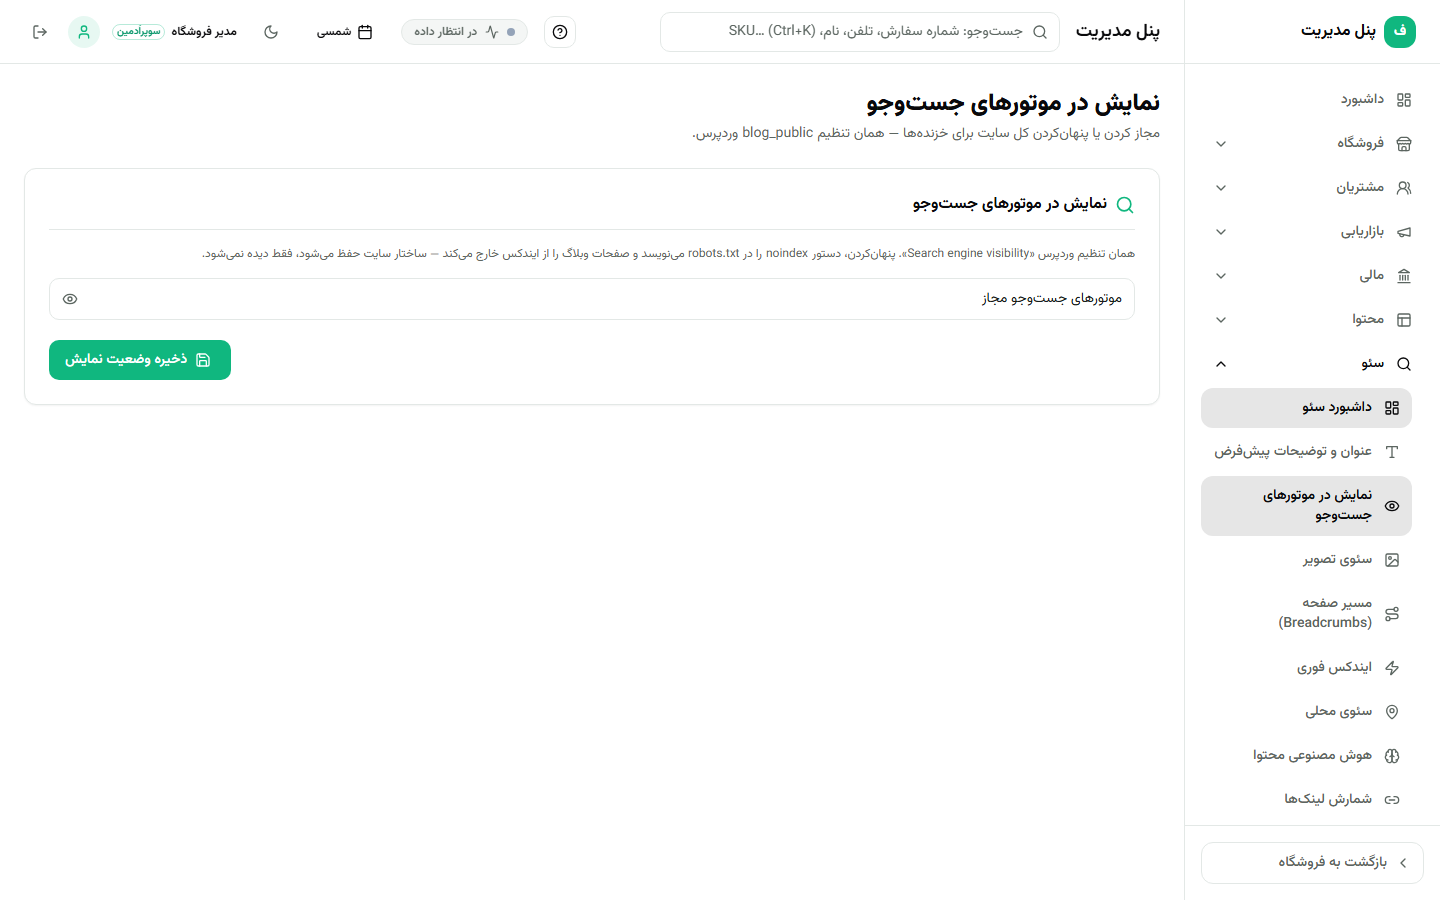 ف
پنل مدیریت
پنل مدیریت
جست‌وجو: شماره سفارش، تلفن، نام، SKU... (Ctrl+K)
در انتظار داده
شمسی
مدیر فروشگاه
سوپرادمین
داشبورد
فروشگاه
مشتریان
بازاریابی
مالی
محتوا
سئو
داشبورد سئو
عنوان و توضیحات پیش‌فرض
نمایش در موتورهای
جست‌وجو
سئوی تصویر
مسیر صفحه
(Breadcrumbs)
ایندکس فوری
سئوی محلی
هوش مصنوعی محتوا
شمارش لینک‌ها
بازگشت به فروشگاه
نمایش در موتورهای جست‌وجو
مجاز کردن یا پنهان‌کردن کل سایت برای خزنده‌ها — همان تنظیم blog_public وردپرس.
نمایش در موتورهای جست‌وجو
همان تنظیم وردپرس «Search engine visibility». پنهان‌کردن، دستور noindex را در robots.txt می‌نویسد و صفحات وبلاگ را از ایندکس خارج می‌کند — ساختار سایت حفظ می‌شود، فقط دیده نمی‌شود.
موتورهای جست‌وجو مجاز
ذخیره وضعیت نمایش